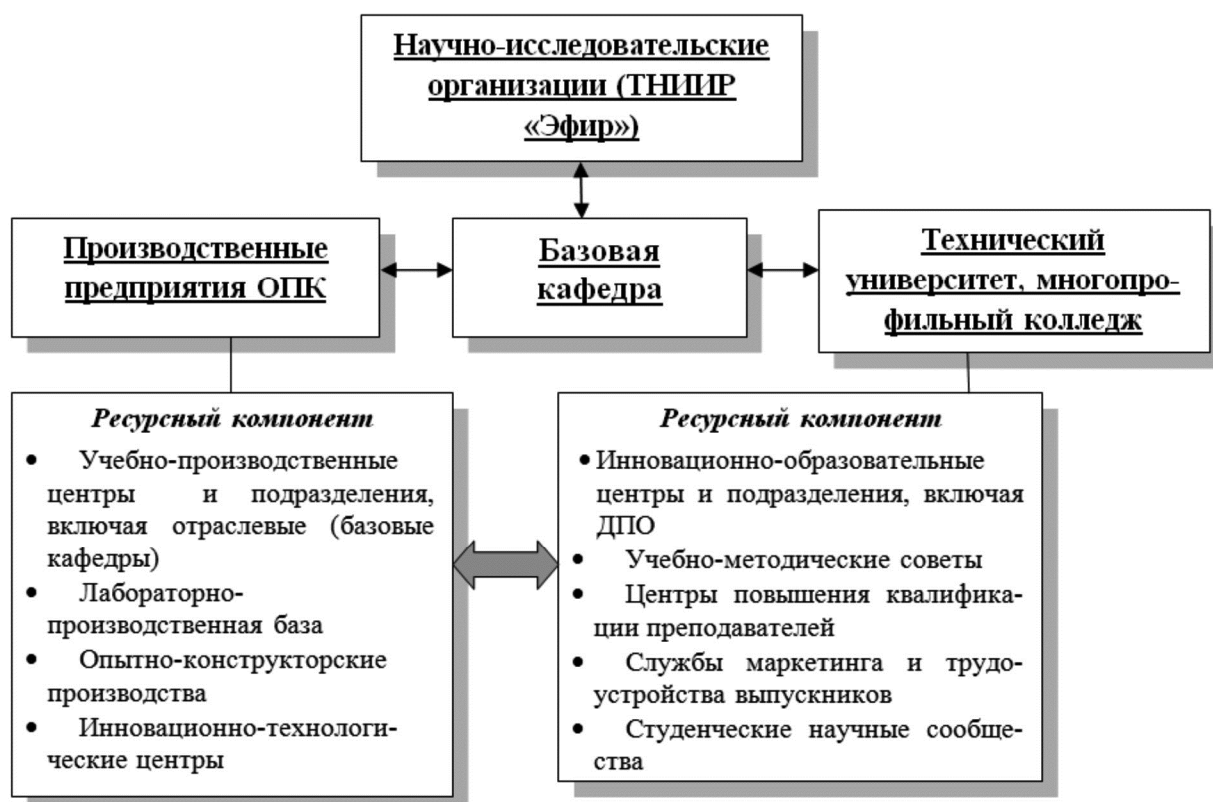 Научно-исследовательские
организации (ТНИИР
«Эфир»)
Производственные
предприятия ОПК
Базовая
кафедра
Технический
университет, многопро-
фильный колледж
Ресурсный компонент
• Учебно-производственные
центры и подразделения,
включая отраслевые (базовые
кафедры)
• Лабораторно-
производственная база
• Опытно-конструкторские
производства
• Инновационно-технологи-
ческие центры
Ресурсный компонент
• Инновационно-образовательные
центры и подразделения, включая
ДПО
• Учебно-методические советы
• Центры повышения квалифика-
ции преподавателей
• Службы маркетинга и трудо-
устройства выпускников
• Студенческие научные сообще-
ства